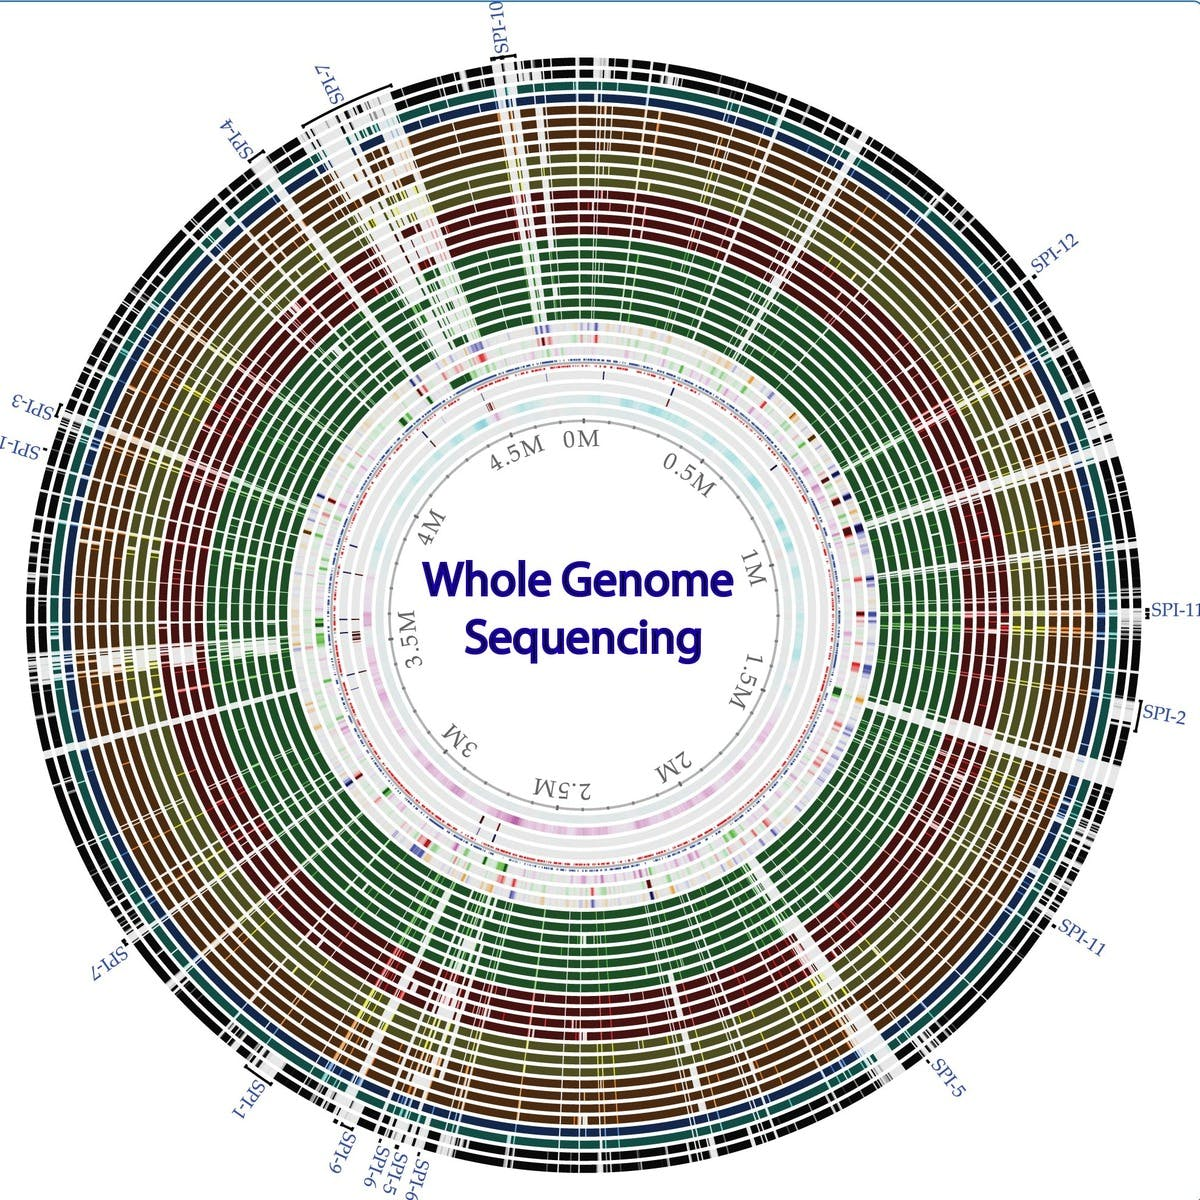 SPI-10
SPI-7
SPI-4
SPI-12
SPI-3
SPI-1
SPI-11
SPI-2
SPI-11
SPI-5
SPI-7
SPI-1
SPI-9
SPI-6
SPI-5
SPI-6
0M
0.5M
1M
1.5M
2M
2.5M
3M
3.5M
4M
4.5M
Whole Genome
Sequencing